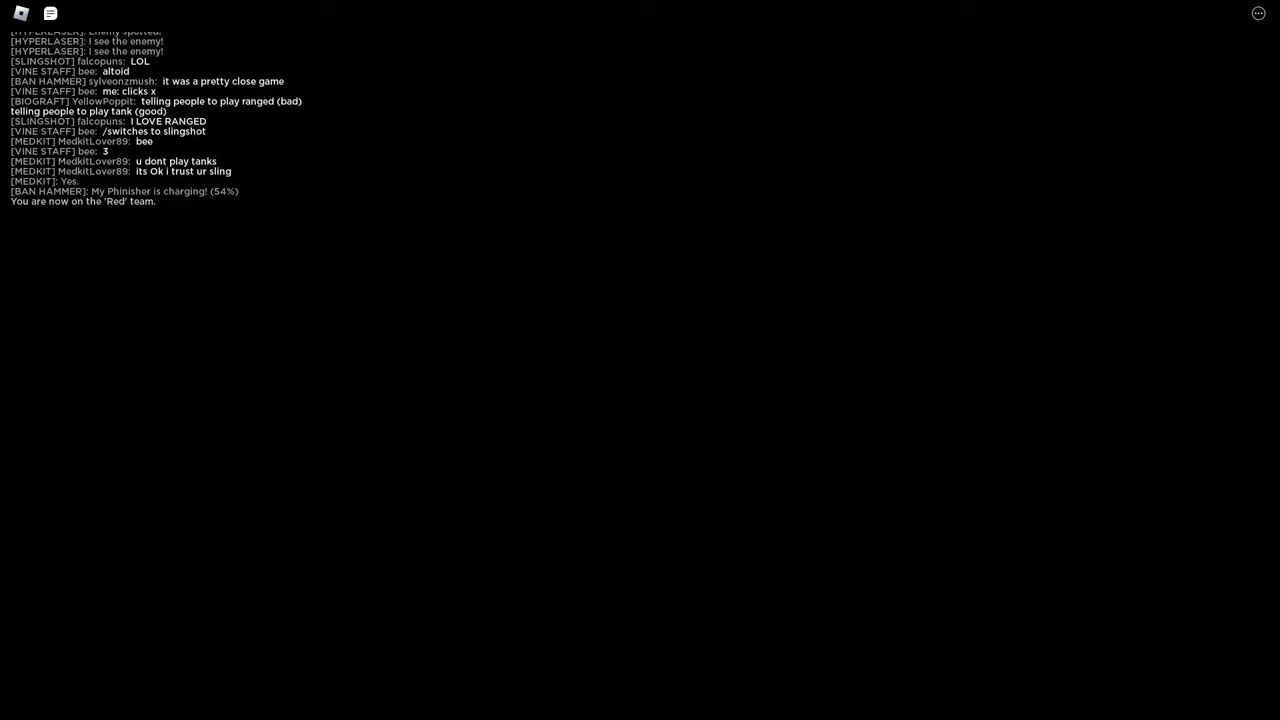 [HYPERLASER]: Enemy spotted!
[HYPERLASER]: I see the enemy!
[HYPERLASER]: I see the enemy!
[SLINGSHOT] falcopuns: LOL
[VINE STAFF] bee: altoid
[BAN HAMMER] sylveonzmush: it was a pretty close game
[VINE STAFF] bee: me: clicks x
[BIOGRAFT] YellowPoppit: telling people to play ranged (bad)
telling people to play tank (good)
[SLINGSHOT] falcopuns: I LOVE RANGED
[VINE STAFF] bee: /switches to slingshot
[MEDKIT] MedkitLover89: bee
[VINE STAFF] bee: 3
[MEDKIT] MedkitLover89: u dont play tanks
[MEDKIT] MedkitLover89: its Ok i trust ur sling
[MEDKIT]: Yes.
[BAN HAMMER]: My Phinisher is charging! (54%)
You are now on the 'Red' team.